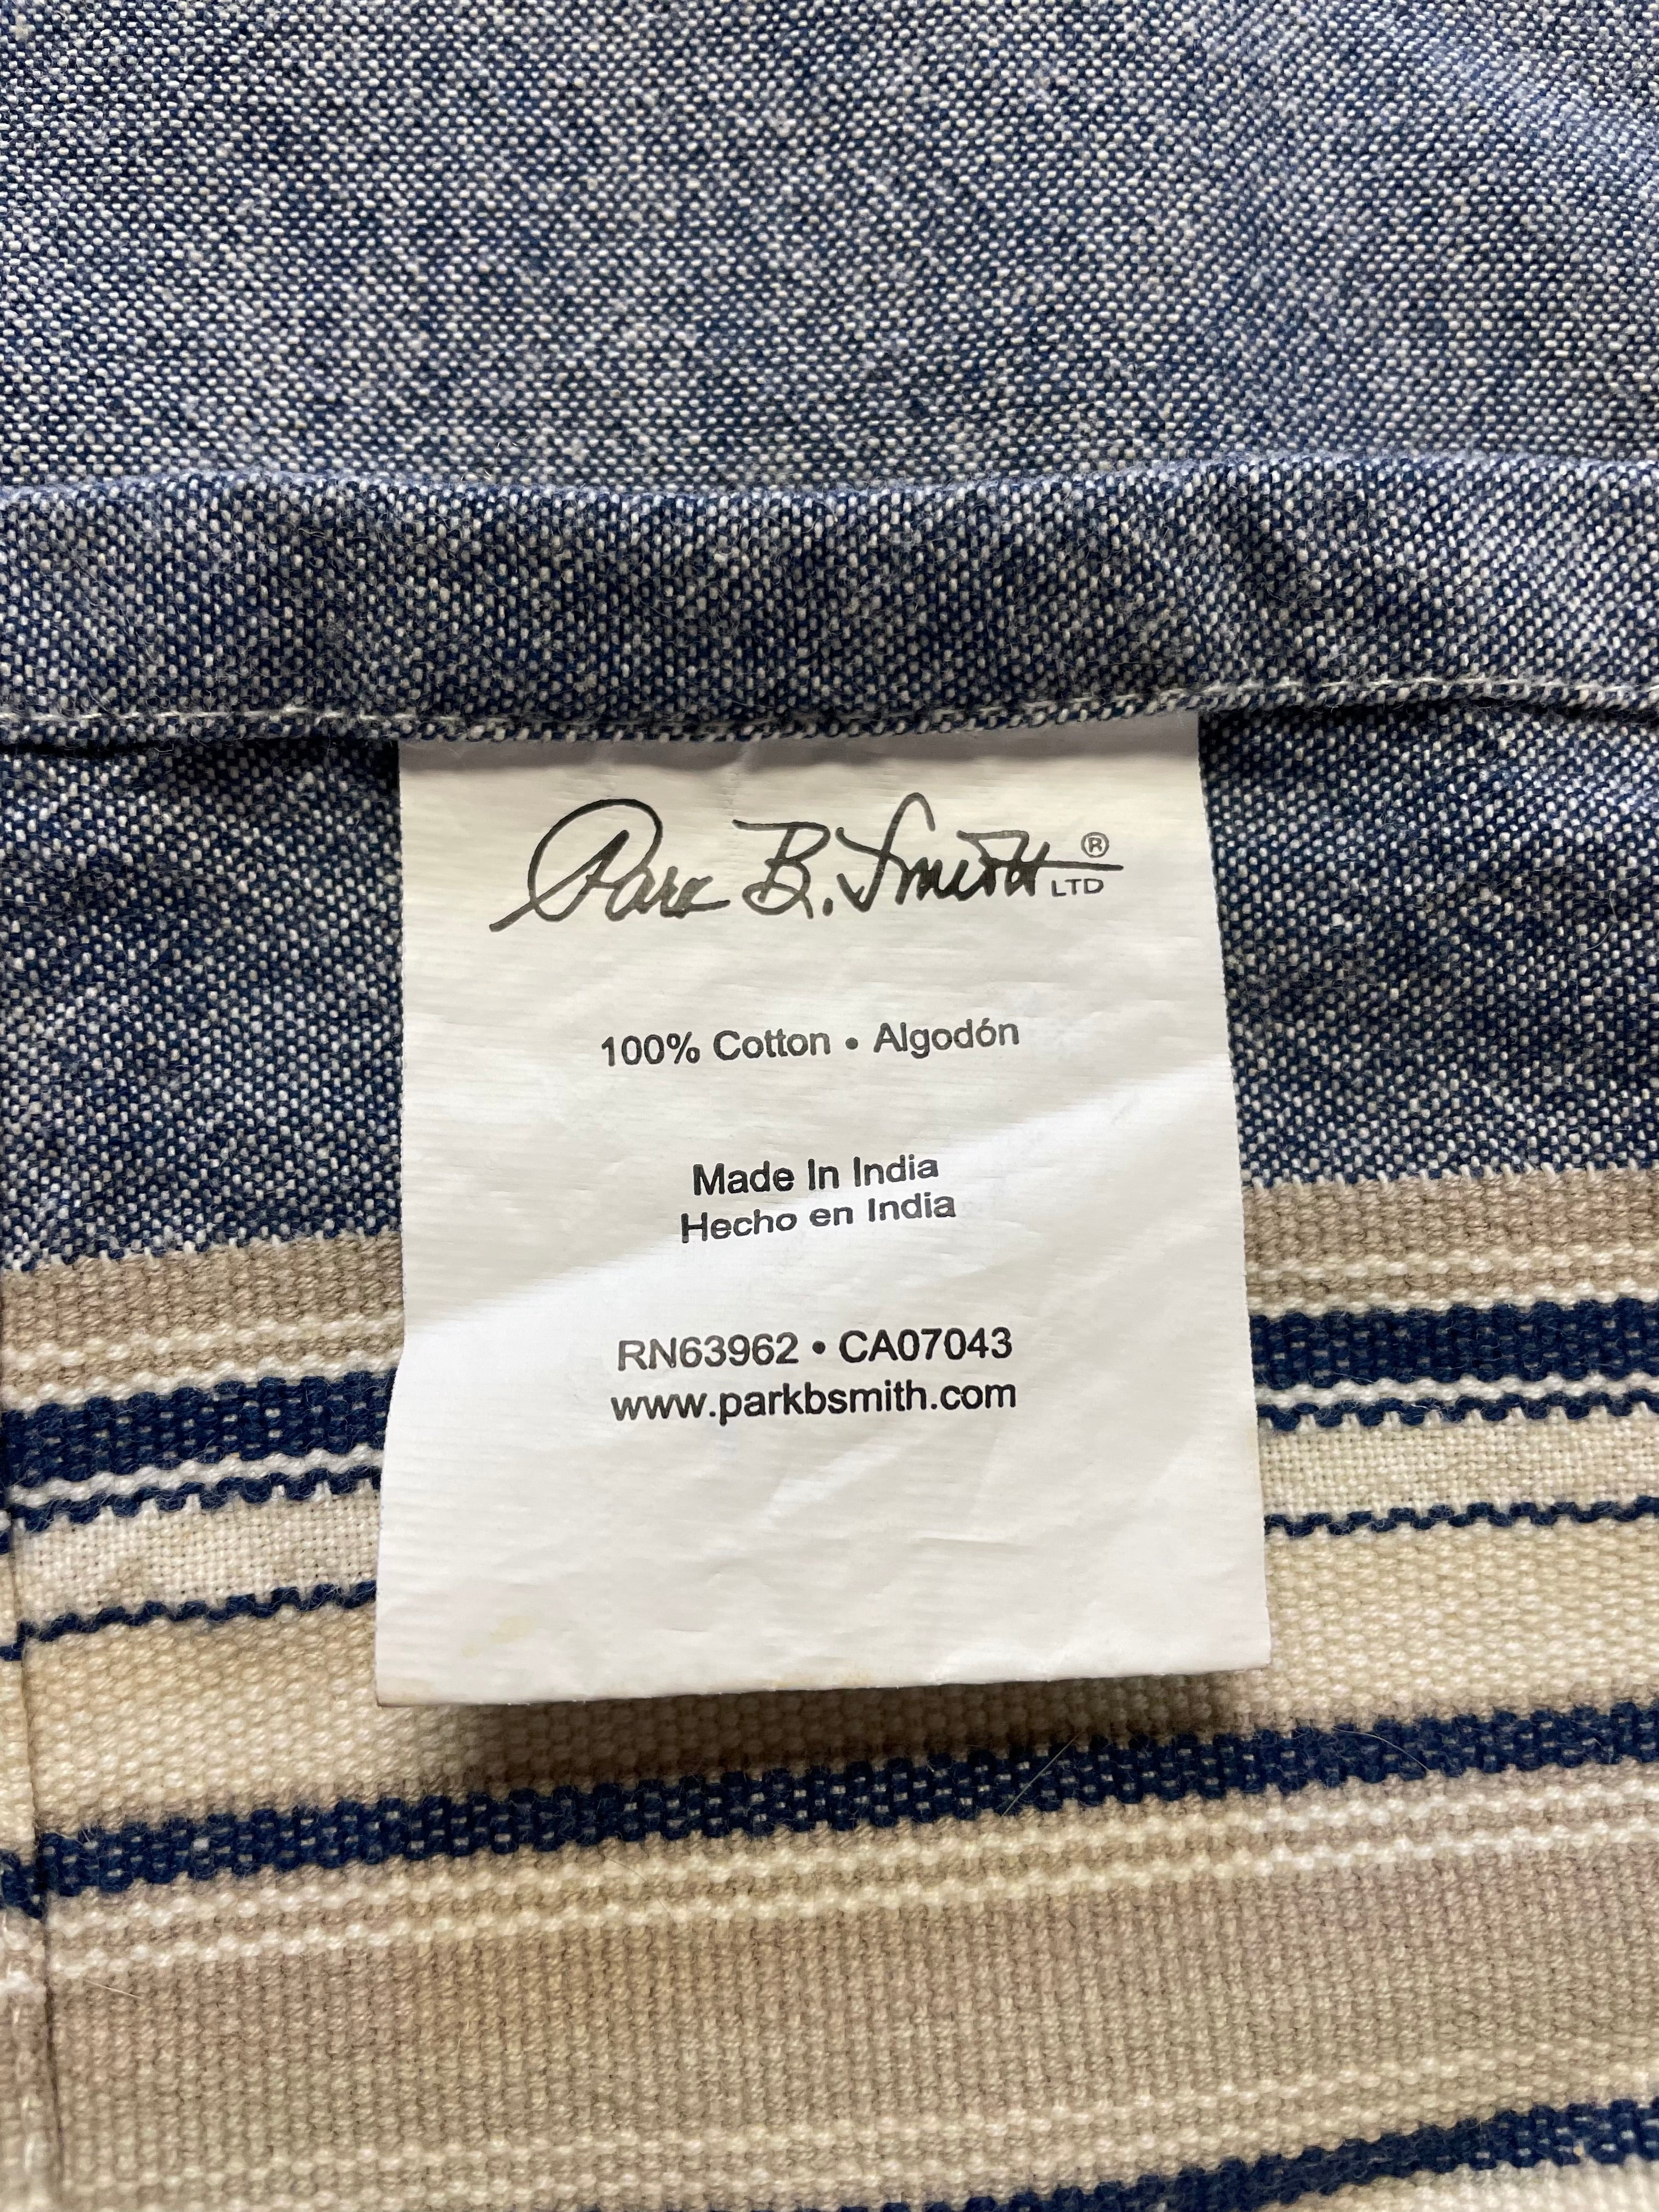 Park B. Smith® LTD
100% Cotton • Algodón
Made In India
Hecho en India
RN63962 • CA07043
www.parkbsmith.com